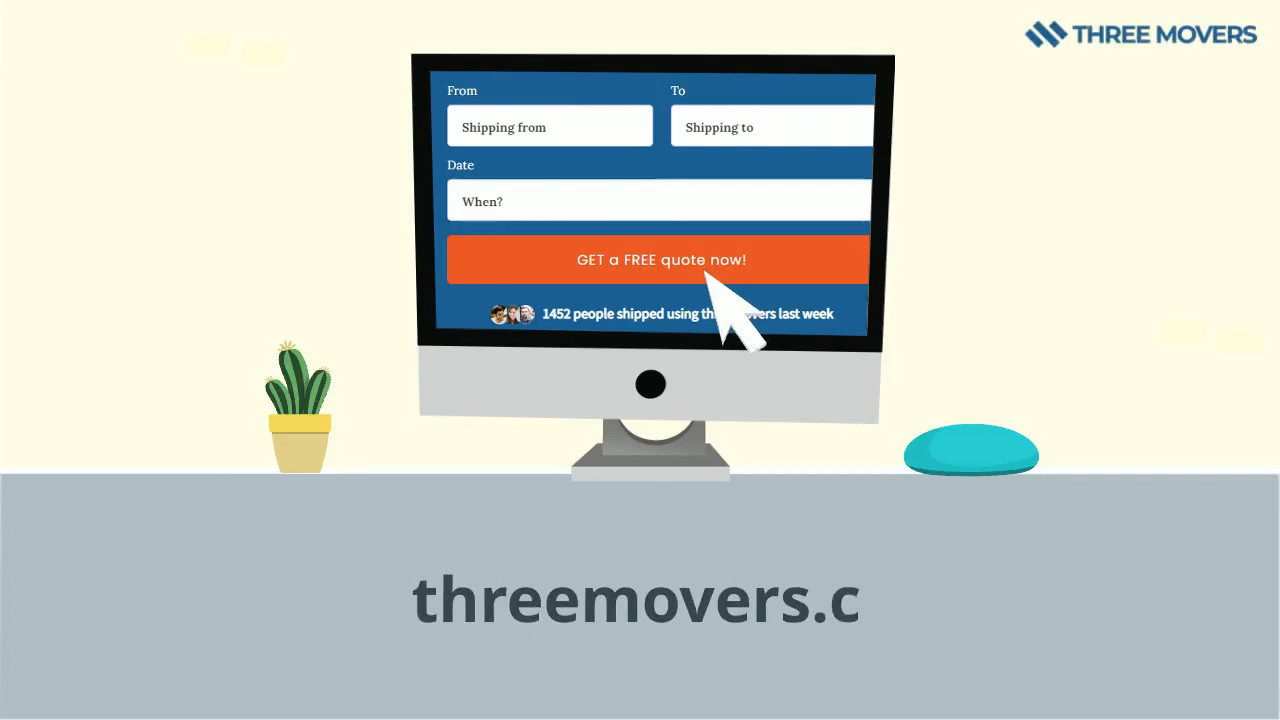 THREE MOVERS
From To
Shipping from Shipping to
Date
When?
GET a FREE quote now!
1452 people shipped using last week
threemovers.c